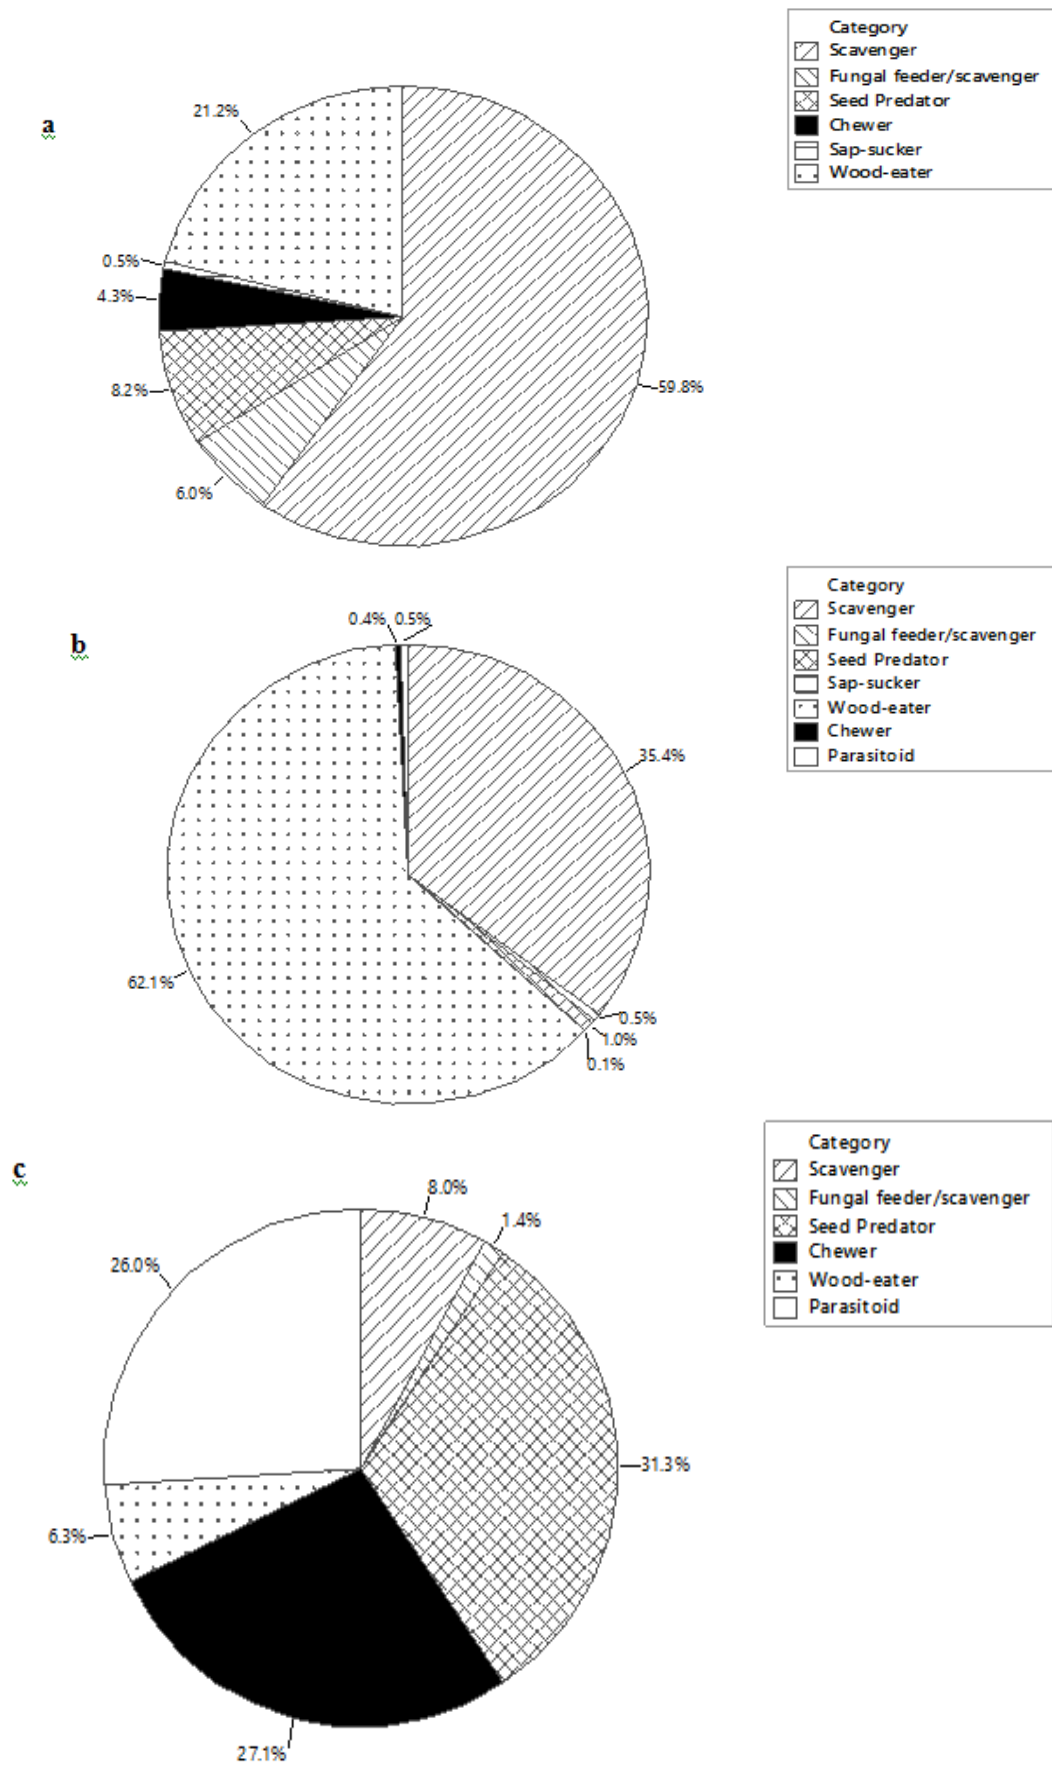 Category
Scavenger
Fungal feeder/scavenger
Seed Predator
Chewer
Sap-sucker
Wood-eater
a
21.2%
0.5%
4.3%
8.2%
6.0%
59.8%
Category
Scavenger
Fungal feeder/scavenger
Seed Predator
Sap-sucker
Wood-eater
Chewer
Parasitoid
b
0.4% 0.5%
35.4%
62.1%
0.5%
1.0%
0.1%
Category
Scavenger
Fungal feeder/scavenger
Seed Predator
Chewer
Wood-eater
Parasitoid
c
8.0%
1.4%
26.0%
31.3%
6.3%
27.1%